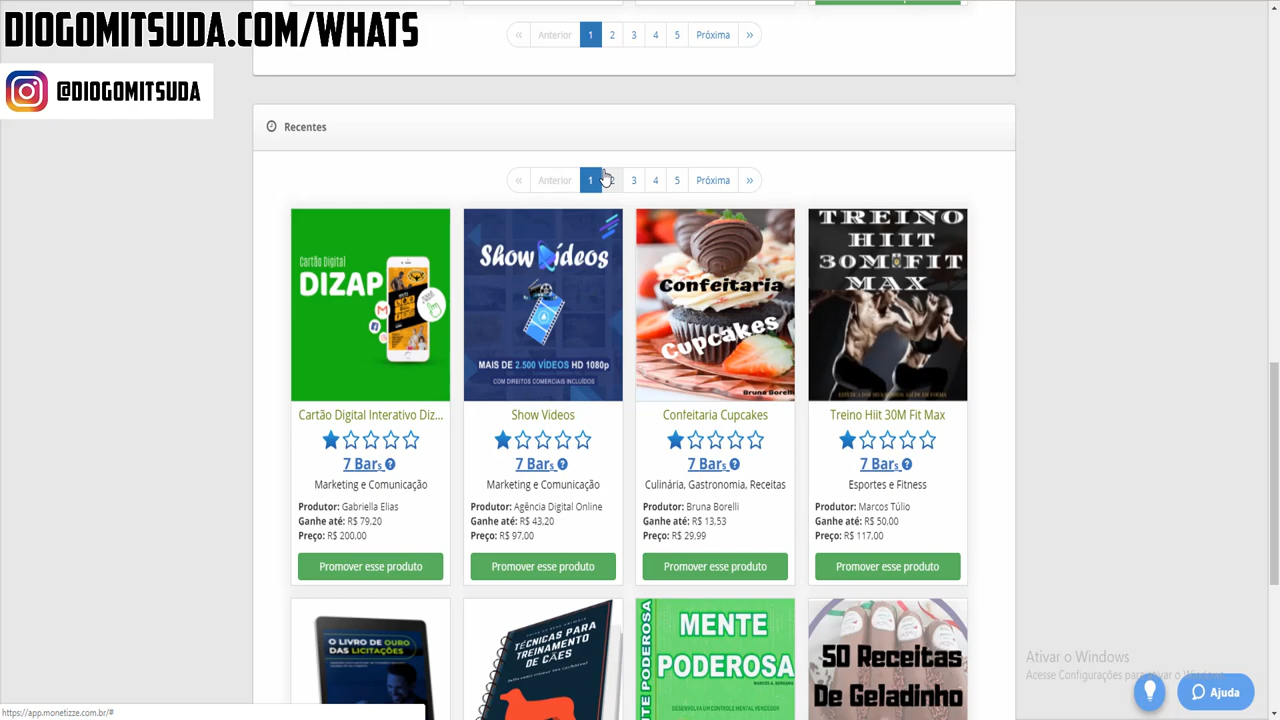 DIOGOMITSUDA.COM/WHATS
@DIOGOMITSUDA
« Anterior 1 2 3 4 5 Próxima »
Recentes
« Anterior 1 2 3 4 5 Próxima »
Cartão Digital
DIZAP
Show Vídeos
MAIS DE 2.500 VÍDEOS HD 1080p
COM DIREITOS COMERCIAIS INCLUÍDOS
Confeitaria
Cupcakes
Bruna Borelli
TREINO
HIIT
30M FIT
MAX
Cartão Digital Interativo Diz...
7 Bars
Marketing e Comunicação
Produtor: Gabriella Elias
Ganhe até: R$ 79,20
Preço: R$ 200,00
Promover esse produto
Show Videos
7 Bars
Marketing e Comunicação
Produtor: Agência Digital Online
Ganhe até: R$ 43,20
Preço: R$ 97,00
Promover esse produto
Confeitaria Cupcakes
7 Bars
Culinária, Gastronomia, Receitas
Produtor: Bruna Borelli
Ganhe até: R$ 13,53
Preço: R$ 29,99
Promover esse produto
Treino Hiit 30M Fit Max
7 Bars
Esportes e Fitness
Produtor: Marcos Túlio
Ganhe até: R$ 50,00
Preço: R$ 117,00
Promover esse produto
O LIVRO DE OURO
DAS LICITAÇÕES
TÉCNICAS PARA
TREINAMENTO
DE CÃES
MENTE
PODEROSA
50 Receitas
De Geladinho
Ativar o Windows
Acesse Configurações para ativar o
Ajuda
https://app.monetizze.com.br/#